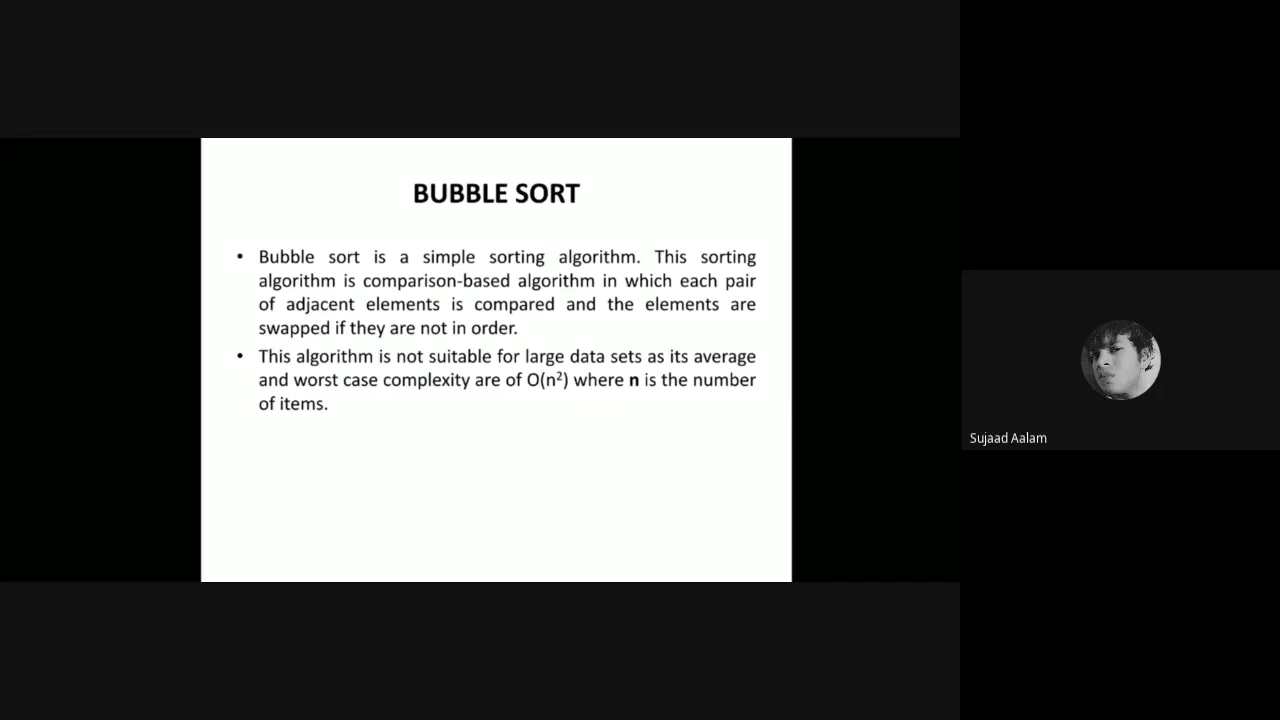 BUBBLE SORT
• Bubble sort is a simple sorting algorithm. This sorting
algorithm is comparison-based algorithm in which each pair
of adjacent elements is compared and the elements are
swapped if they are not in order.
• This algorithm is not suitable for large data sets as its average
and worst case complexity are of O(n²) where n is the number
of items.
Sujaad Aalam